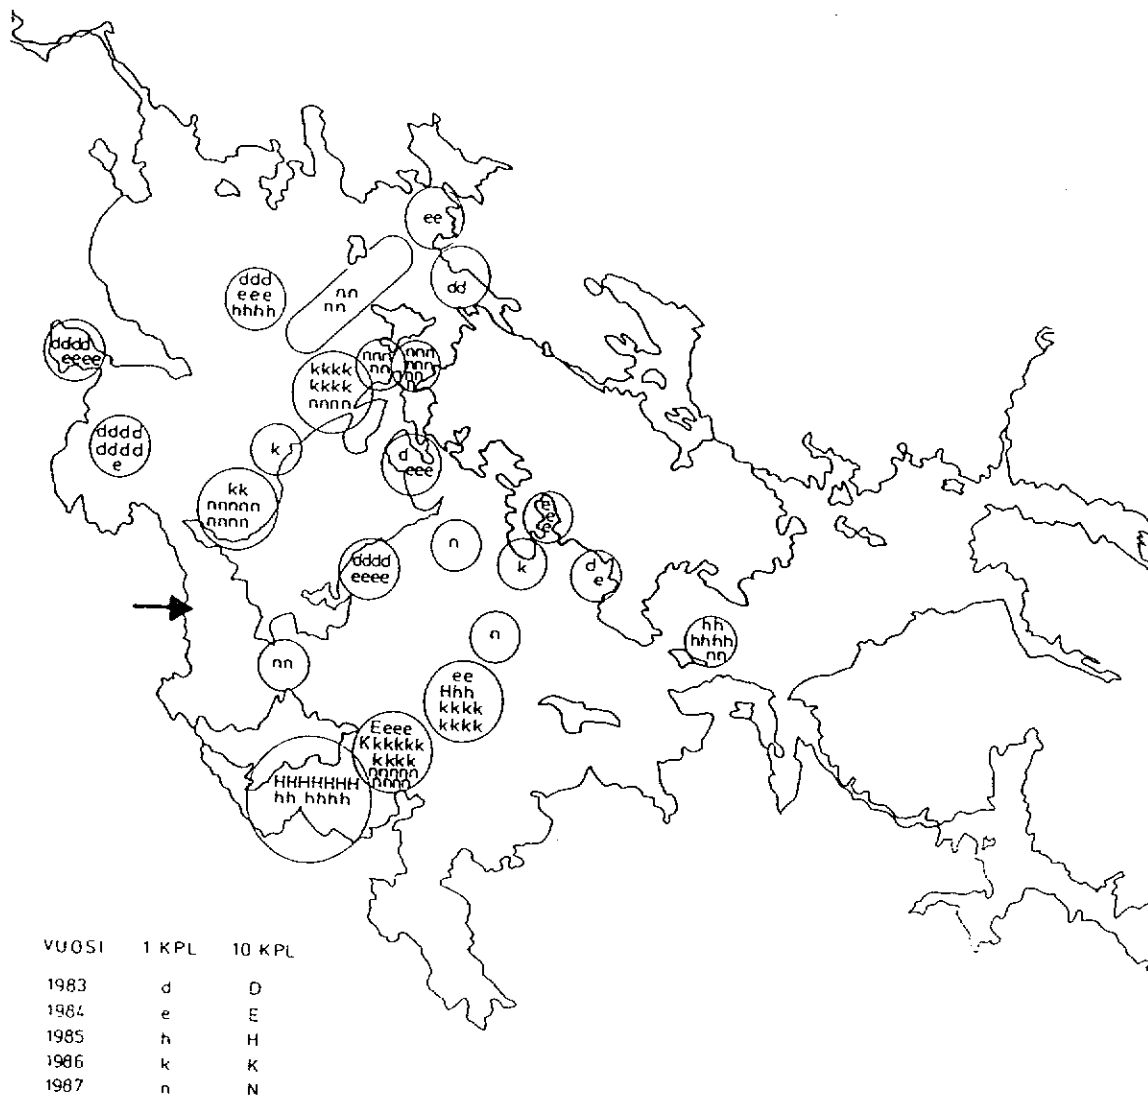 ee
dd
ddd
eee
hhhh
nn
nn
dddd
eeee
nnn
nn
nnn
nnn
nn
kkkk
kkkk
nnnn
dddd
dddd
e
k
d
eee
kk
nnnnn
nnnn
e
e
e
n
k
d
e
dddd
eeee
n
hh
hhhh
nn
nn
ee
Hhh
kkkk
kkkk
Eeee
Kkkkkkk
kkkk
nnnnn
nnnn
HHHHHHH
hh hhhh
VUOSI 1 KPL 10 KPL
1983 d D
1984 e E
1985 h H
1986 k K
1987 n N